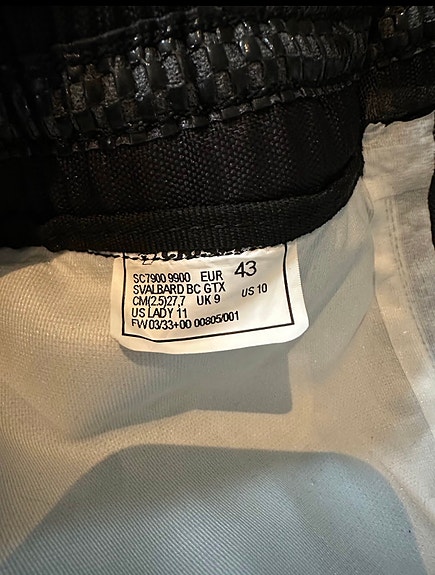 SC7900 9900 EUR 43
SVALBARD BC GTX
CM(2.5)27,7 UK 9 US 10
US LADY 11
FW 03/33+00 00805/001